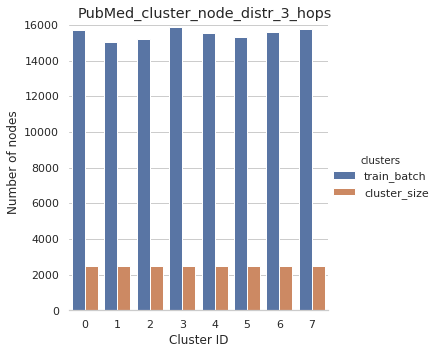 PubMed_cluster_node_distr_3_hops
16000
14000
12000
10000
8000
6000
4000
2000
0
Number of nodes
0 1 2 3 4 5 6 7
Cluster ID
clusters
train_batch
cluster_size